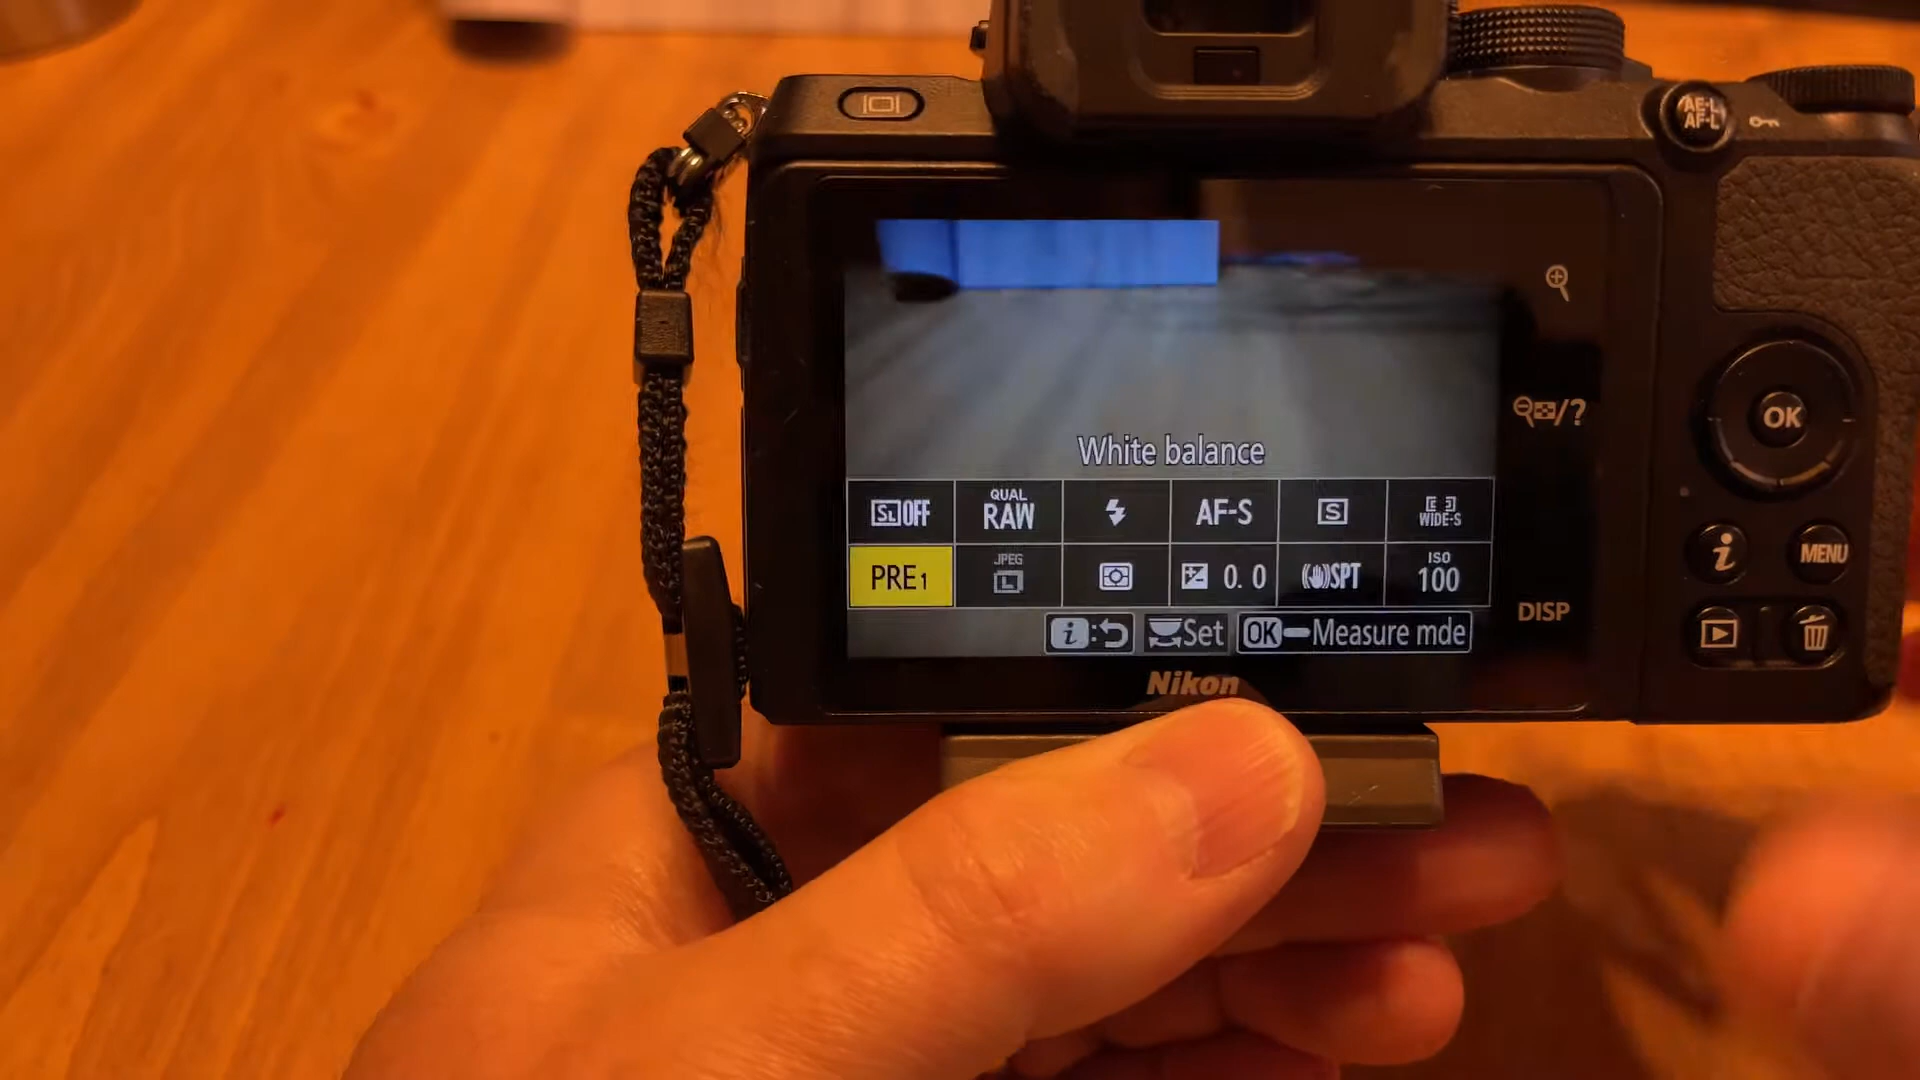 AE-L
AF-L
White balance
SL OFF
QUAL
RAW
AF-S
S
WIDE-S
PRE1
JPEG
L
0.0
SPT
ISO
100
i:
Set
OK Measure mde
?
OK
i
MENU
DISP
Nikon